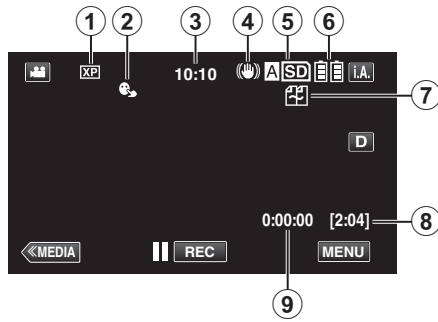 1 2 3 4 5 6
XP 10:10 A SD i.A.
7
D
0:00:00 [2:04] 8
≪MEDIA REC MENU
9